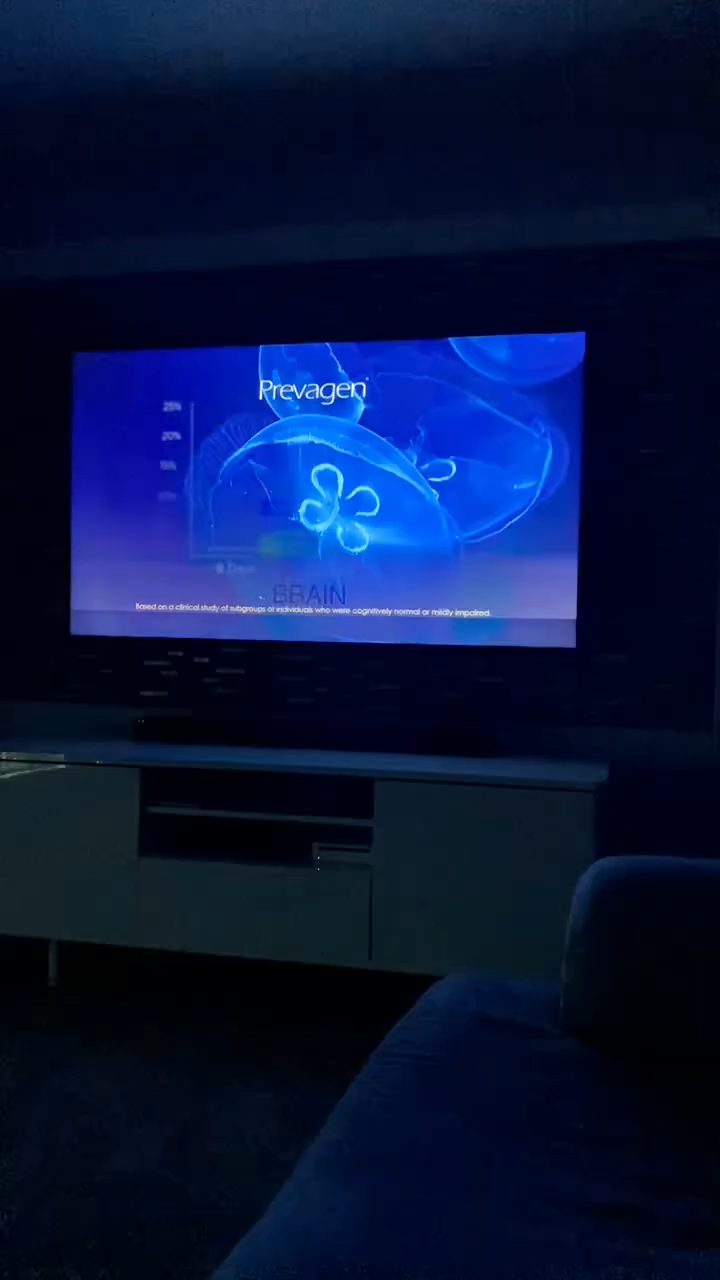 Prevagen
25%
20%
15%
BRAIN
Based on a clinical study of subgroups of individuals who were cognitively normal or mildly impaired.